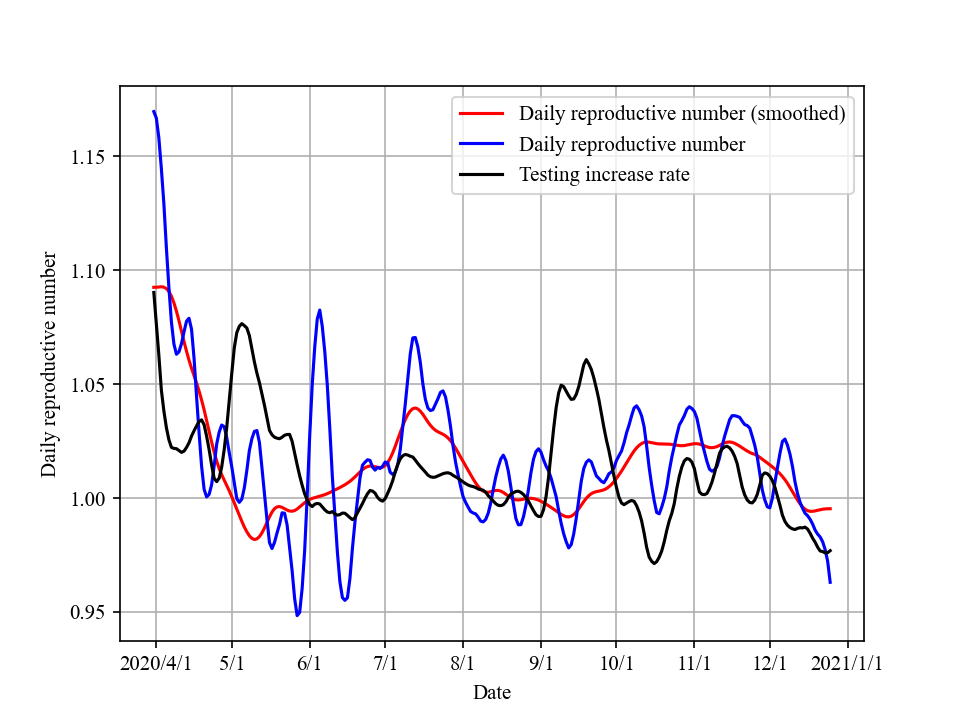 Daily reproductive number (smoothed)
Daily reproductive number
Testing increase rate
Daily reproductive number
1.15
1.10
1.05
1.00
0.95
2020/4/1 5/1 6/1 7/1 8/1 9/1 10/1 11/1 12/1 2021/1/1
Date